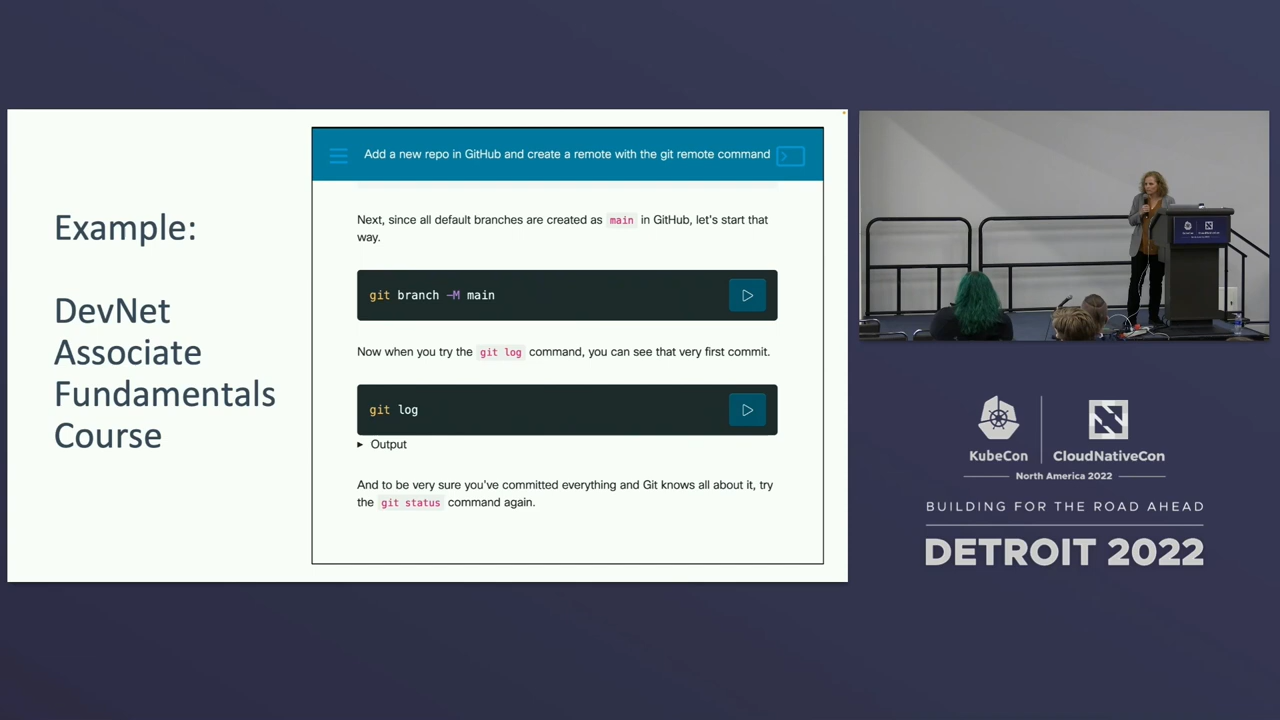 Example:
DevNet
Associate
Fundamentals
Course
Add a new repo in GitHub and create a remote with the git remote command
Next, since all default branches are created as main in GitHub, let's start that
way.
git branch -M main
Now when you try the git log command, you can see that very first commit.
git log
Output
And to be very sure you've committed everything and Git knows all about it, try
the git status command again.
KubeCon
CloudNativeCon
North America 2022
BUILDING FOR THE ROAD AHEAD
DETROIT 2022